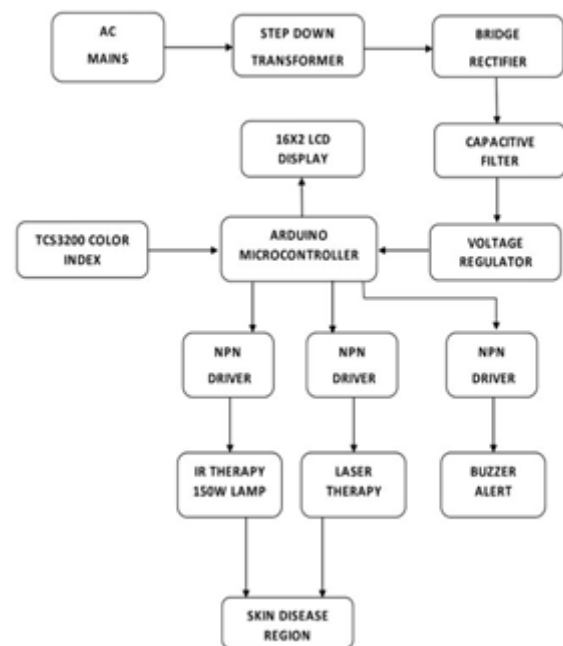 AC
MAINS
STEP DOWN
TRANSFORMER
BRIDGE
RECTIFIER
16X2 LCD
DISPLAY
CAPACITIVE
FILTER
TCS3200 COLOR
INDEX
ARDUINO
MICROCONTROLLER
VOLTAGE
REGULATOR
NPN
DRIVER
NPN
DRIVER
NPN
DRIVER
IR THERAPY
150W LAMP
LASER
THERAPY
BUZZER
ALERT
SKIN DISEASE
REGION